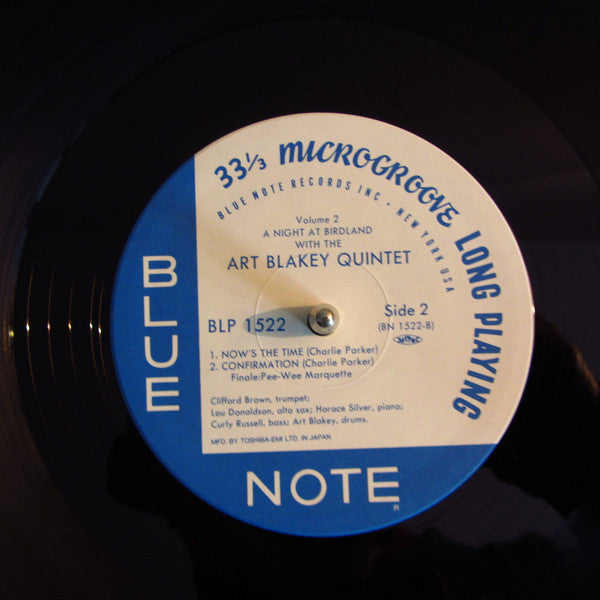 33⅓ MICROGROOVE LONG PLAYING
BLUE NOTE RECORDS INC • NEW YORK USA
Volume 2
A NIGHT AT BIRDLAND
WITH THE
ART BLAKEY QUINTET
BLP 1522
Side 2
(BN 1522-B)
1. NOW'S THE TIME (Charlie Parker)
2. CONFIRMATION (Charlie Parker)
Finale:Pee-Wee Marquette
Clifford Brown, trumpet;
Lou Donaldson, alto sax; Horace Silver, piano;
Curly Russell, bass; Art Blakey, drums.
MFD. BY TOSHIBA-EMI LTD. IN JAPAN
BLUE
NOTE
R